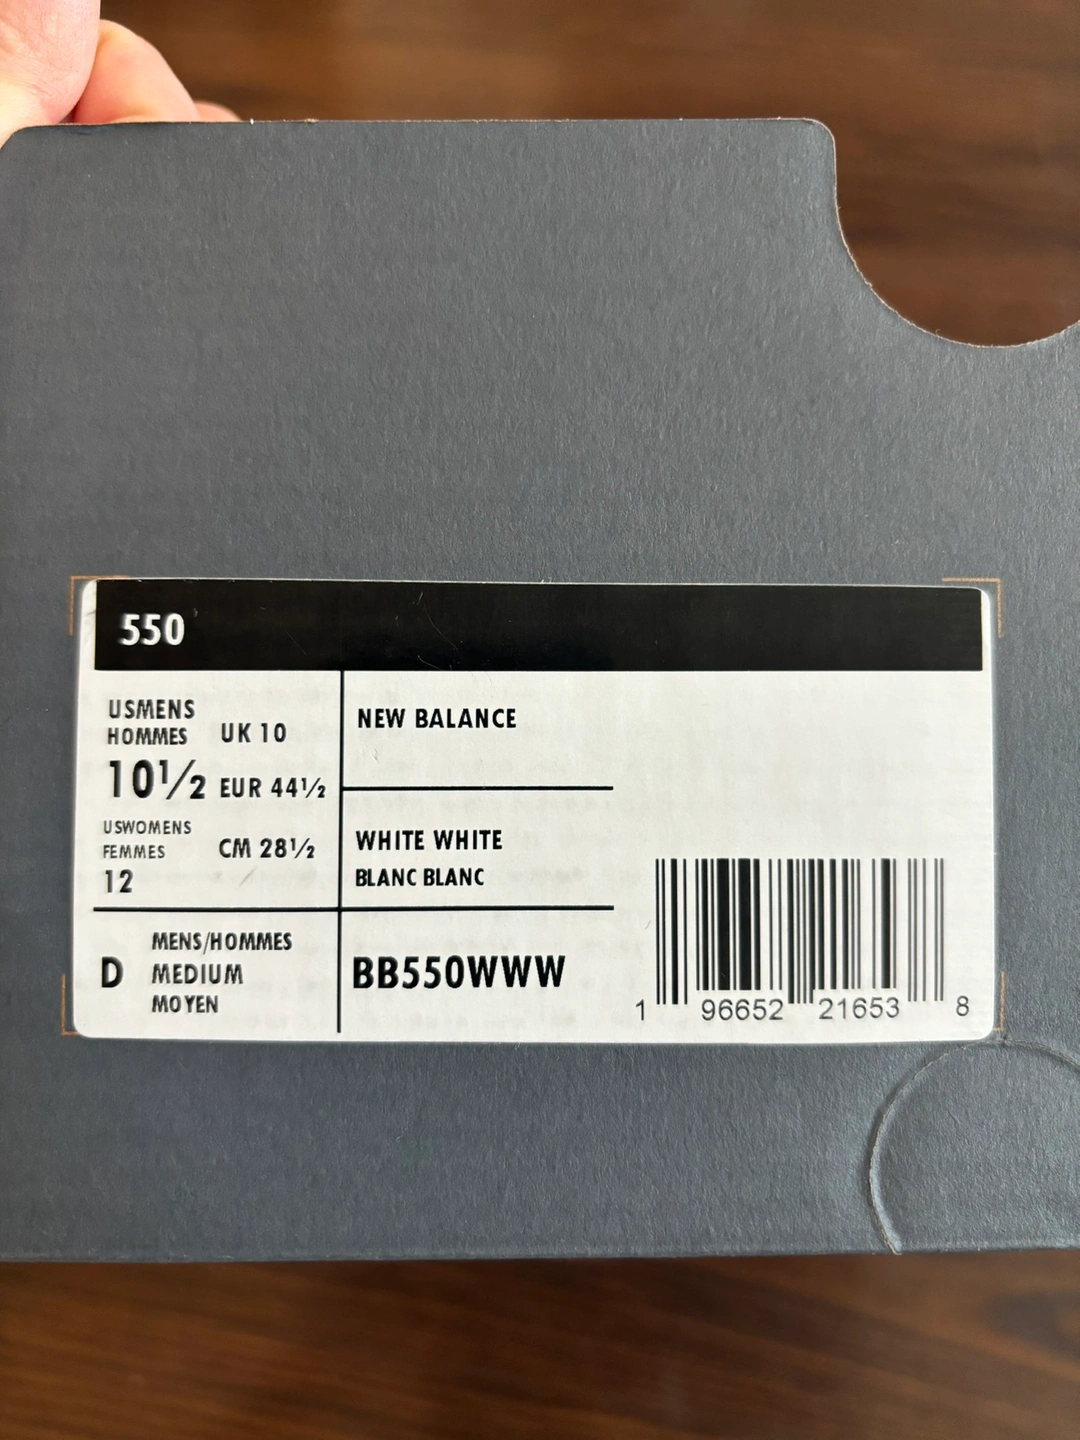 550
USMENS
HOMMES
UK 10
10½
EUR 44½
USWOMENS
FEMMES
CM 28½
12
NEW BALANCE
WHITE WHITE
BLANC BLANC
D
MENS/HOMMES
MEDIUM
MOYEN
BB550WWW
1 96652 21653 8